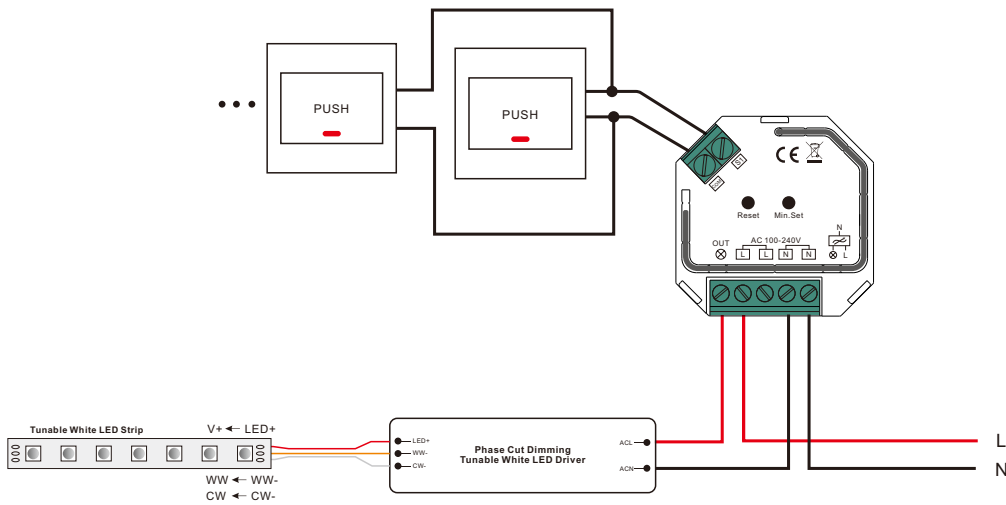 PUSH
PUSH
S1
COM
CE
Reset
Min.Set
OUT
AC 100-240V
L
L
N
N
N
L
Tunable White LED Strip
V+ ← LED+
WW ← WW-
CW ← CW-
LED+
WW-
CW-
Phase Cut Dimming
Tunable White LED Driver
ACL
ACN
L
N